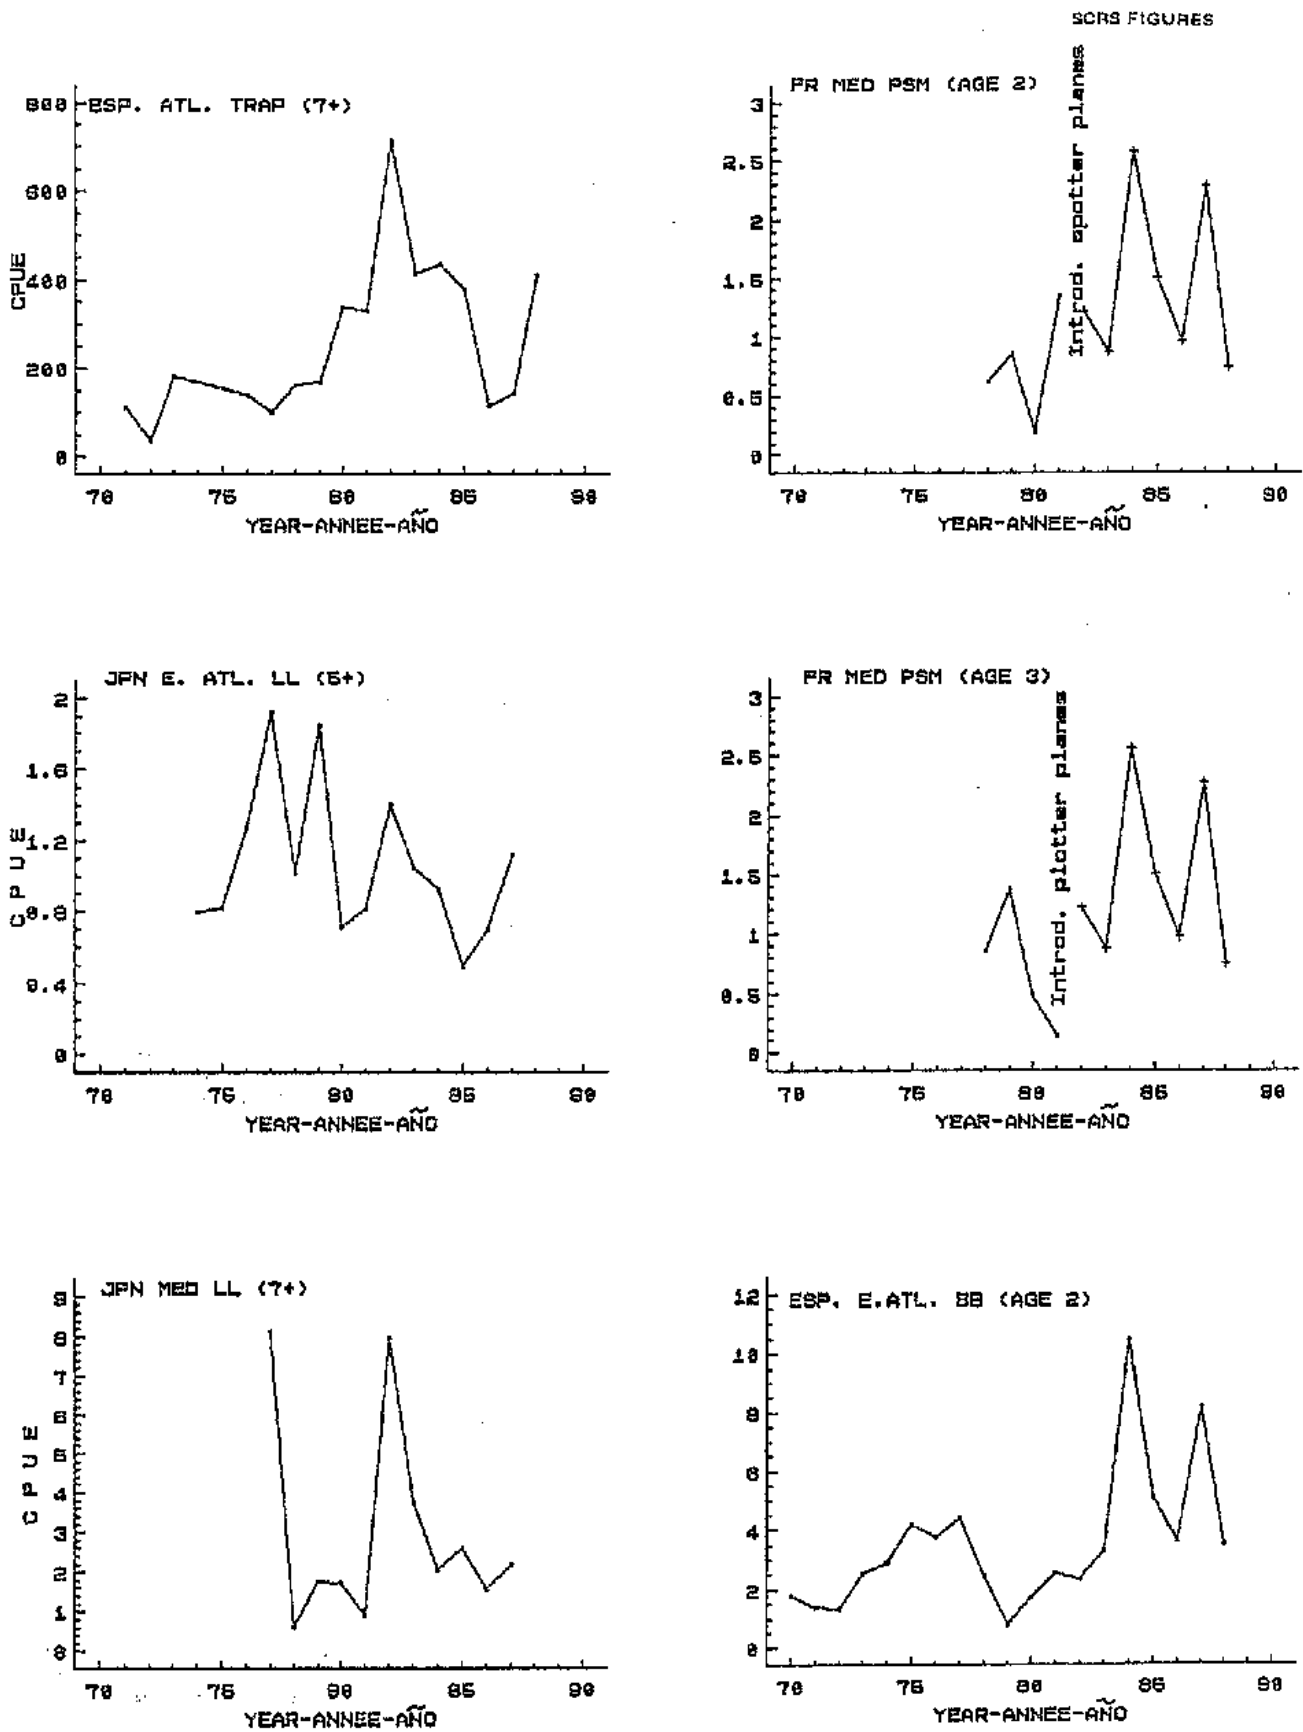 SCRS FIGURES
ESP. ATL. TRAP (7+)
800
600
400
200
0
CPUE
70 75 80 85 90
YEAR-ANNEE-AÑO
FR MED PSM (AGE 2)
Introd. spotter planes
3
2.5
2
1.5
1
0.5
0
70 75 80 85 90
YEAR-ANNEE-AÑO
JPN E. ATL. LL (5+)
2
1.6
1.2
0.8
0.4
0
C P U E
70 75 80 85 90
YEAR-ANNEE-AÑO
FR MED PSM (AGE 3)
Introd. plotter planes
3
2.5
2
1.5
1
0.5
0
70 75 80 85 90
YEAR-ANNEE-AÑO
JPN MED LL (7+)
9
8
7
6
5
4
3
2
1
0
C P U E
70 75 80 85 90
YEAR-ANNEE-AÑO
ESP. E.ATL. BB (AGE 2)
12
10
8
6
4
2
0
70 75 80 85 90
YEAR-ANNEE-AÑO